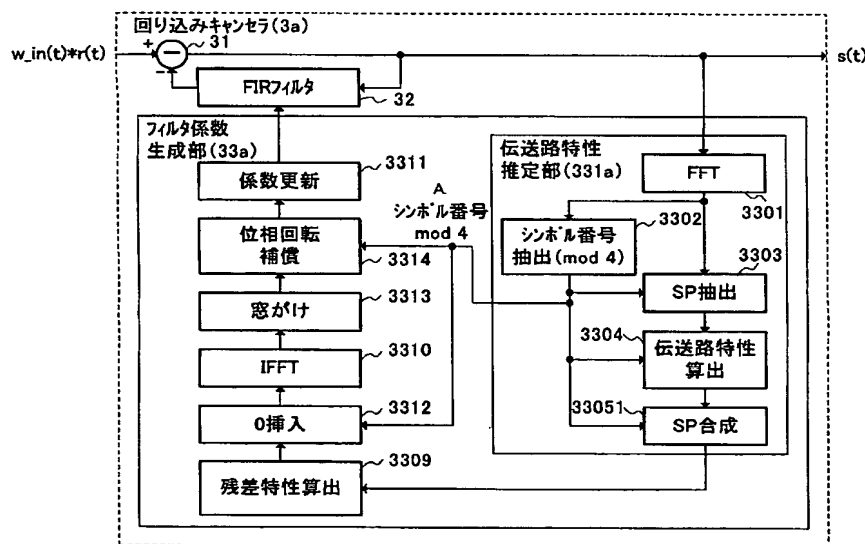 回り込みキャンセラ(3a)
+
31
w_in(t)*r(t)
−
s(t)
−
FIRフィルタ
32
フィルタ係数
生成部(33a)
伝送路特性
推定部(331a)
FFT
3301
係数更新
3311
A
シンボル番号
mod 4
3302
シンボル番号
抽出(mod 4)
位相回転
補償
3314
3303
SP抽出
窓がけ
3313
3304
伝送路特性
算出
IFFT
3310
33051
SP合成
0挿入
3312
残差特性算出
3309